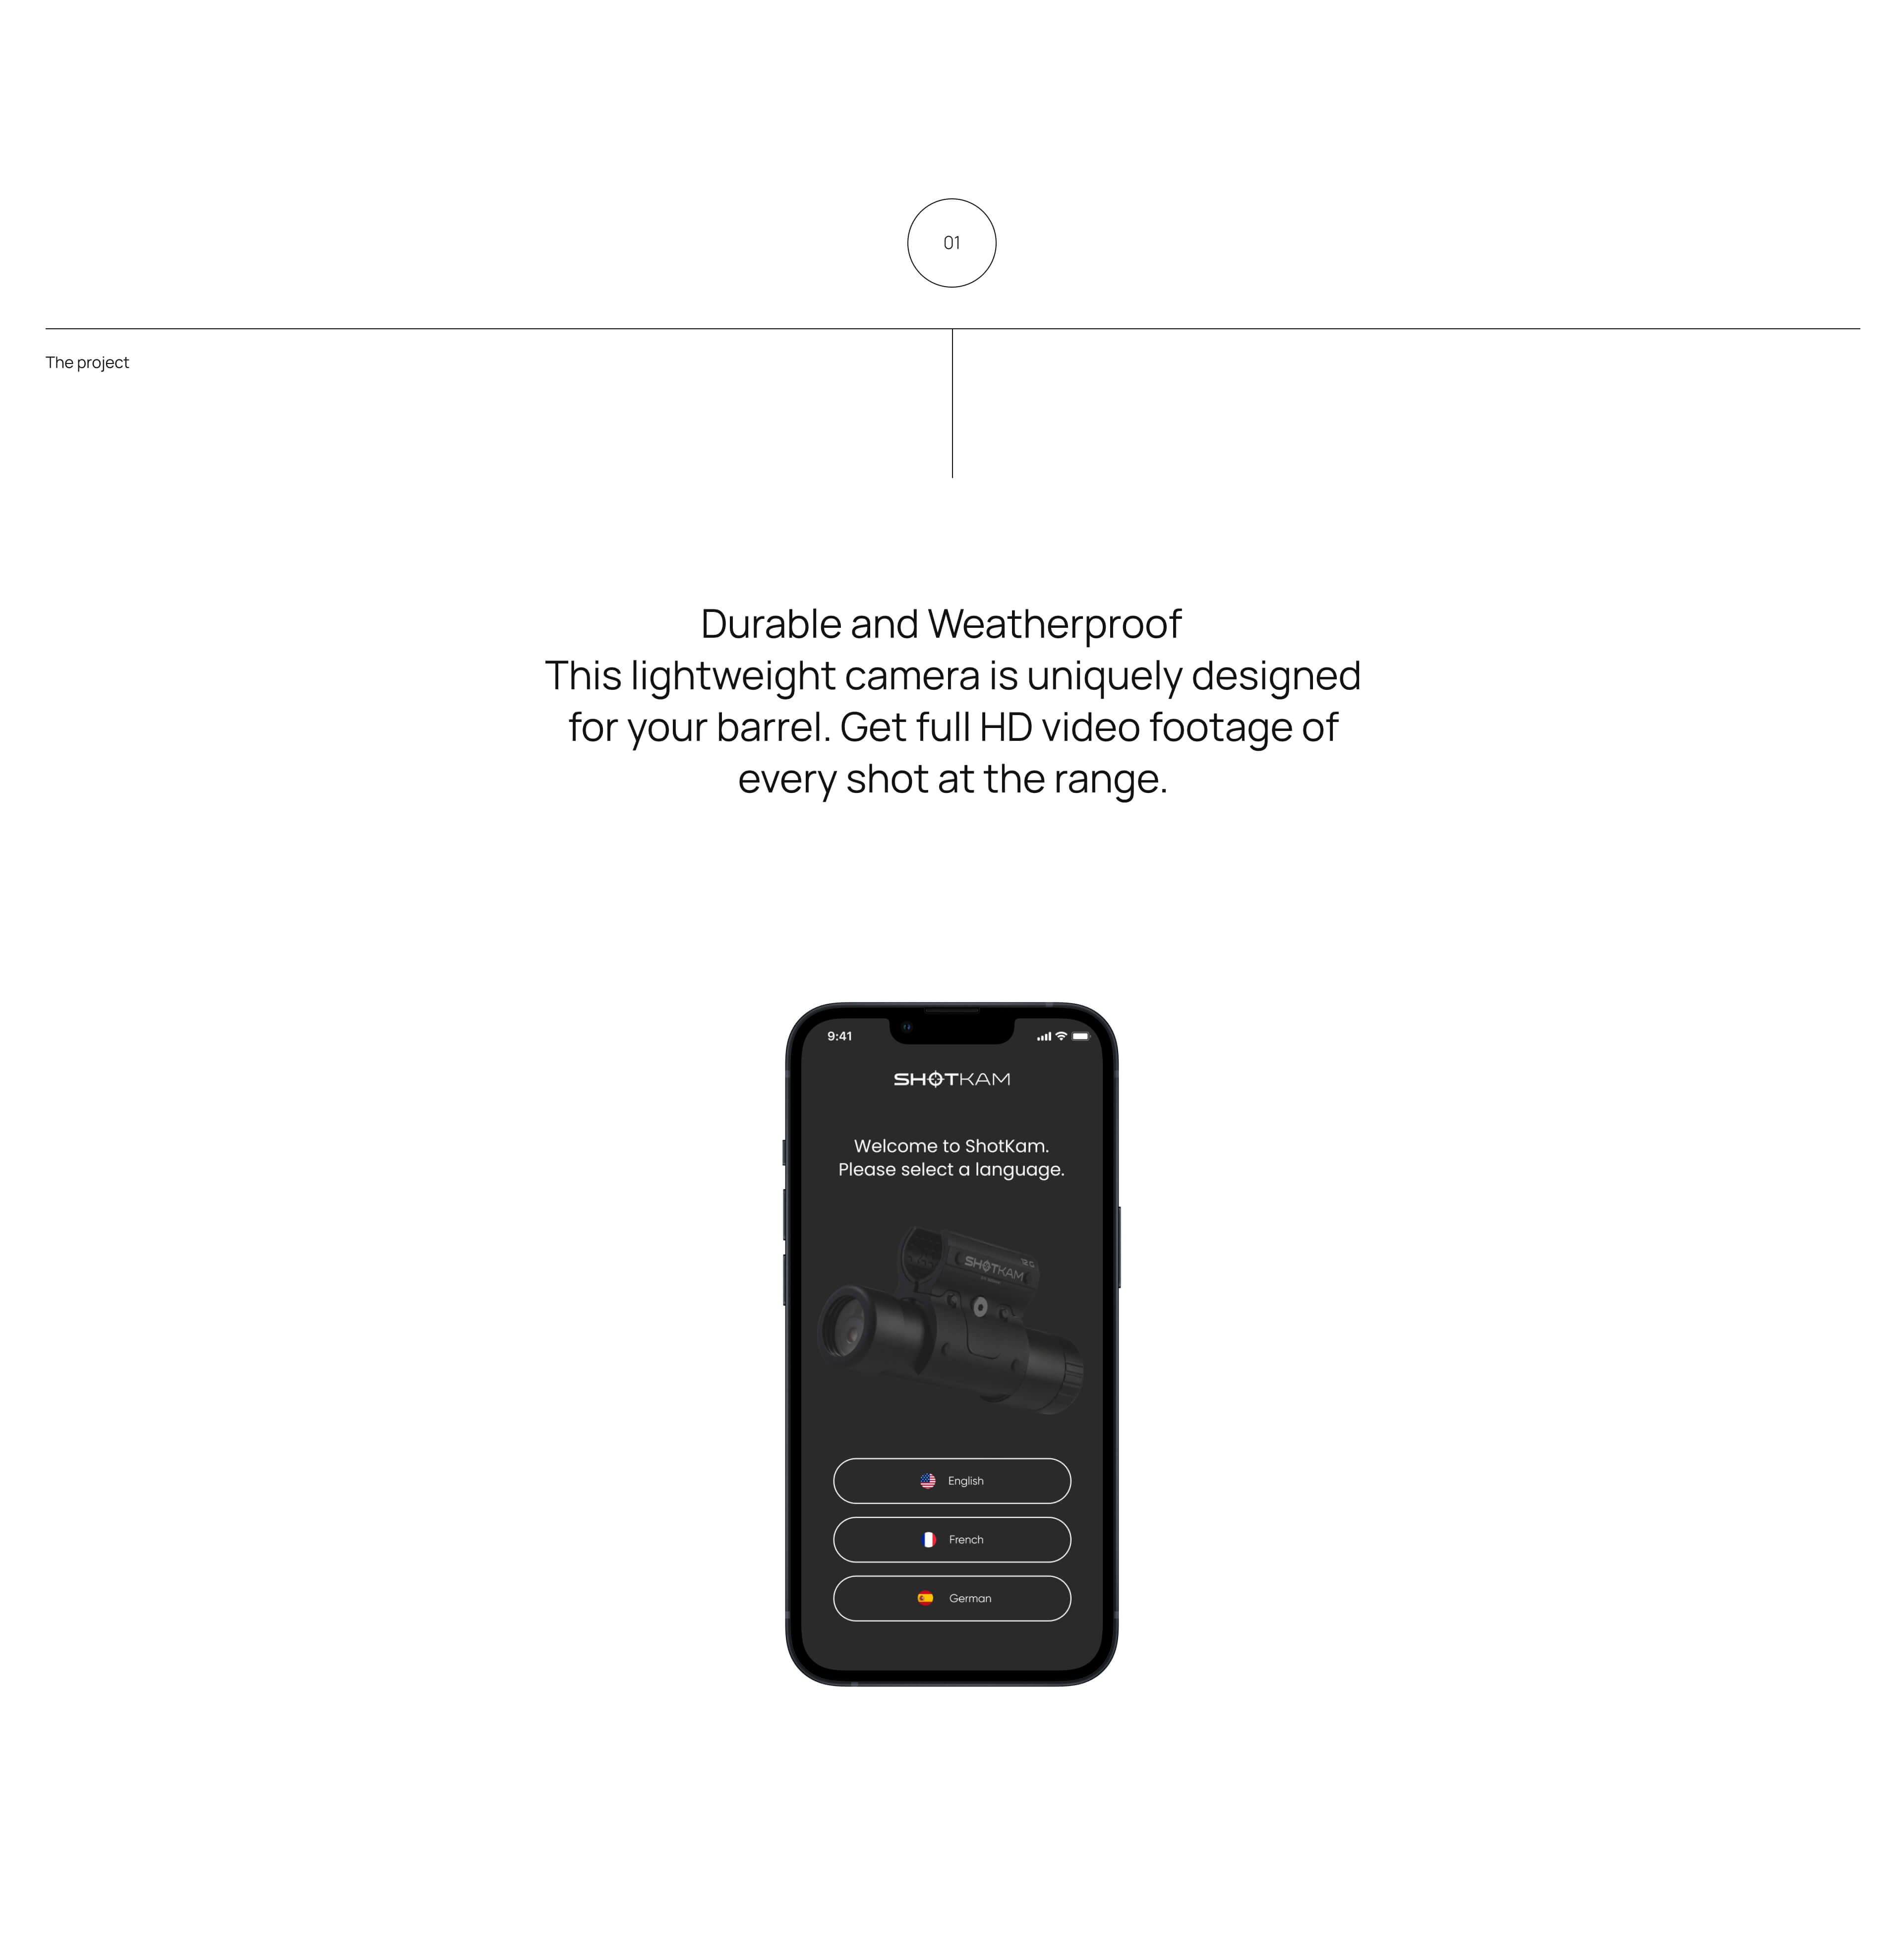 01
The project
Durable and Weatherproof
This lightweight camera is uniquely designed
for your barrel. Get full HD video footage of
every shot at the range.
9:41
SHOTKAM
Welcome to ShotKam.
Please select a language.
SHOTKAM
English
French
German